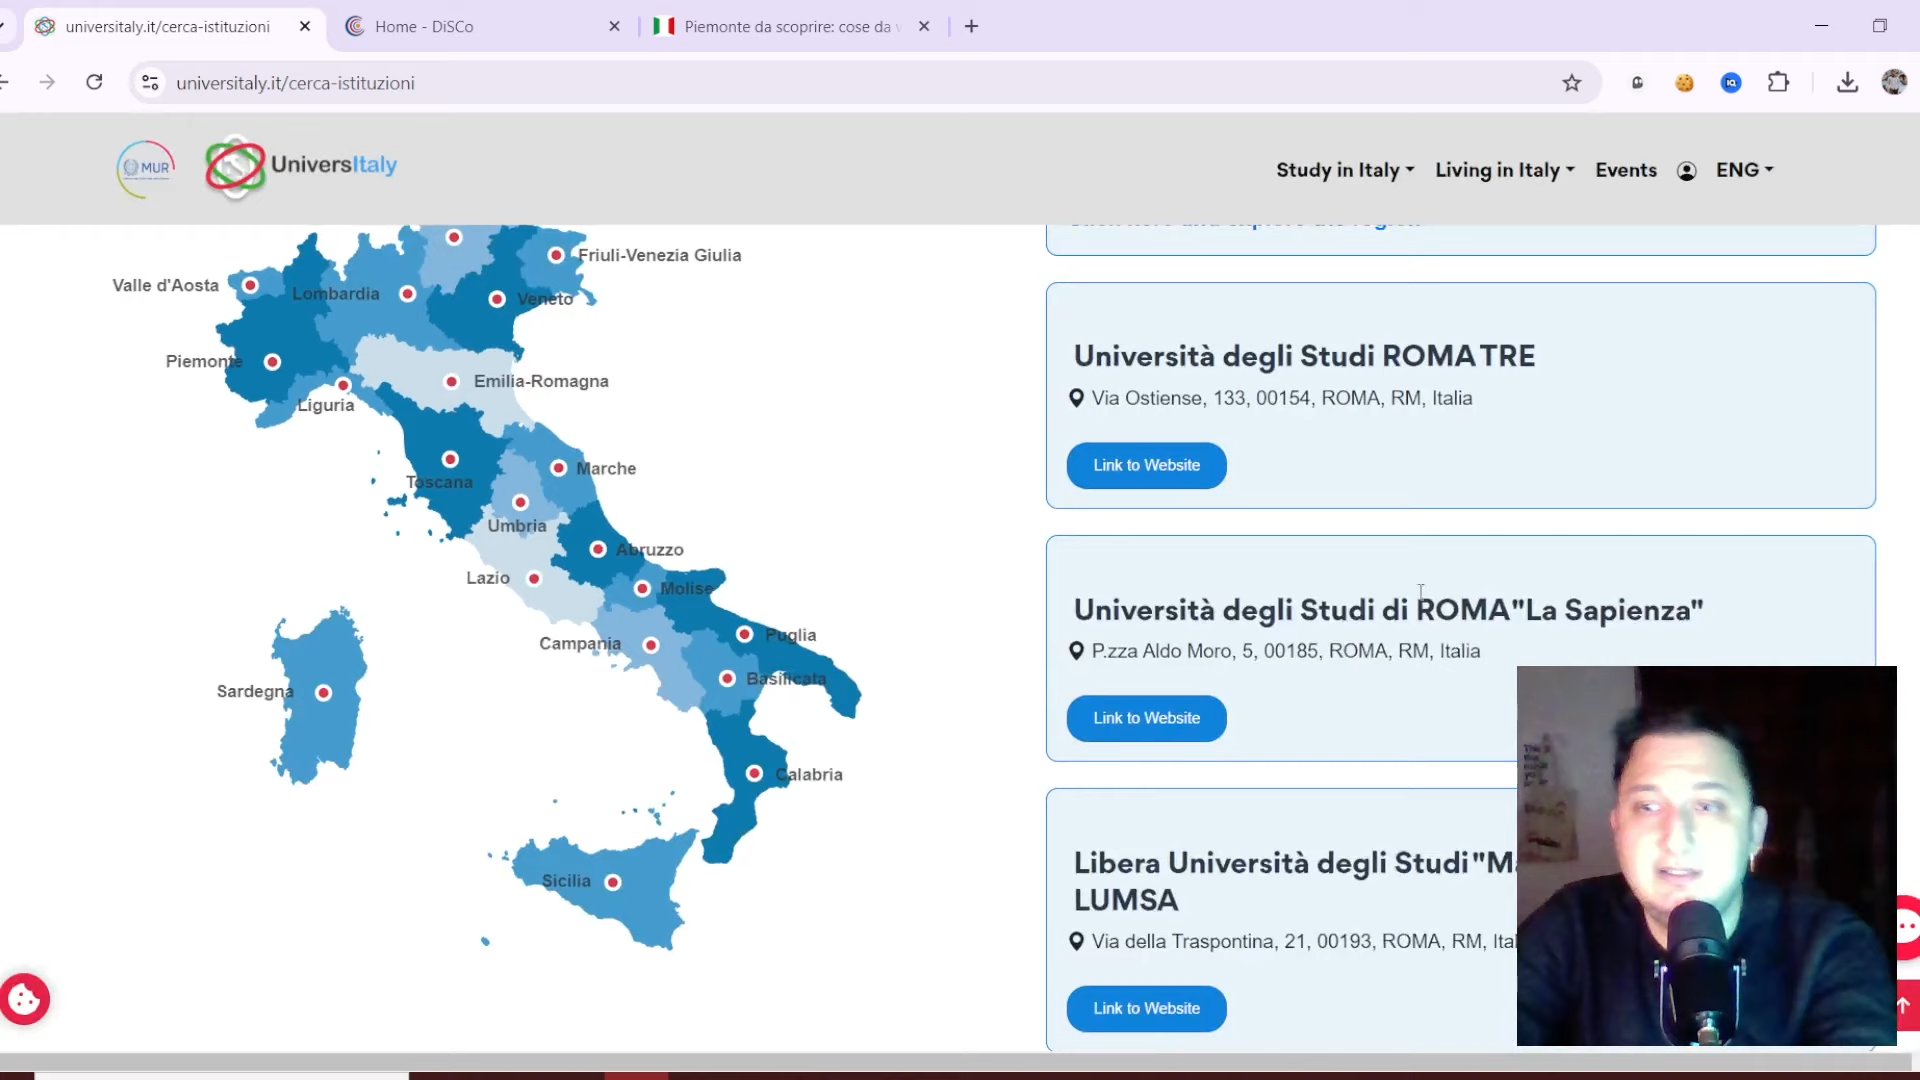 universitaly.it/cerca-istituzioni
Home - DiSCo
Piemonte da scoprire: cose da v
universitaly.it/cerca-istituzioni
MUR
UniversItaly
Study in Italy
Living in Italy
Events
ENG
Friuli-Venezia Giulia
Valle d'Aosta
Lombardia
Veneto
Piemonte
Emilia-Romagna
Liguria
Marche
Toscana
Umbria
Abruzzo
Lazio
Molise
Campania
Puglia
Basilicata
Sardegna
Calabria
Sicilia
Università degli Studi ROMA TRE
Via Ostiense, 133, 00154, ROMA, RM, Italia
Link to Website
Università degli Studi di ROMA "La Sapienza"
P.zza Aldo Moro, 5, 00185, ROMA, RM, Italia
Link to Website
Libera Università degli Studi "Ma
LUMSA
Via della Traspontina, 21, 00193, ROMA, RM, Ital
Link to Website